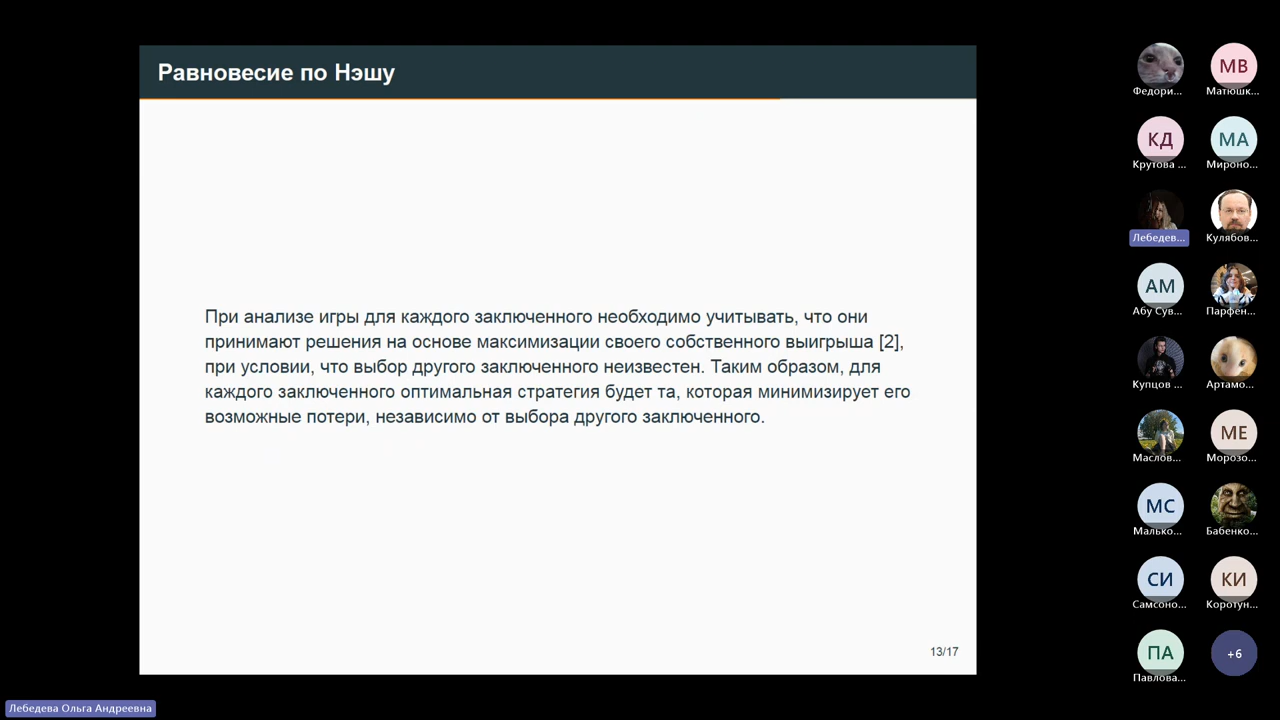 Равновесие по Нэшу
При анализе игры для каждого заключенного необходимо учитывать, что они
принимают решения на основе максимизации своего собственного выигрыша [2],
при условии, что выбор другого заключенного неизвестен. Таким образом, для
каждого заключенного оптимальная стратегия будет та, которая минимизирует его
возможные потери, независимо от выбора другого заключенного.
13/17
Федори...
МВ
Матюшк...
КД
Крутова ...
МА
Мироно...
Лебедев...
Кулябов...
АМ
Абу Сув...
Парфён...
Купцов ...
Артамо...
Маслов...
МЕ
Морозо...
МС
Малько...
Бабенко...
СИ
Самсоно...
КИ
Коротун...
ПА
Павлова...
+6
Лебедева Ольга Андреевна